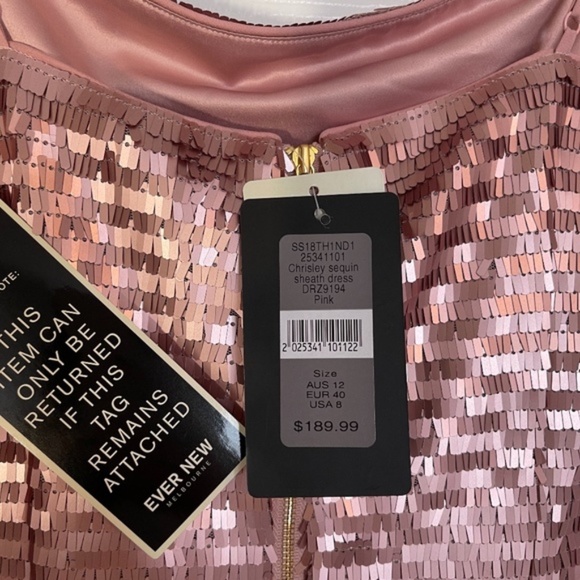 NOTE:
THIS
ITEM CAN
ONLY BE
RETURNED
IF THIS
TAG
REMAINS
ATTACHED
EVER NEW
MELBOURNE
SS18TH1ND1
25341101
Chrisley sequin
sheath dress
DRZ9194
Pink
2 025341 101122
Size
AUS 12
EUR 40
USA 8
$189.99